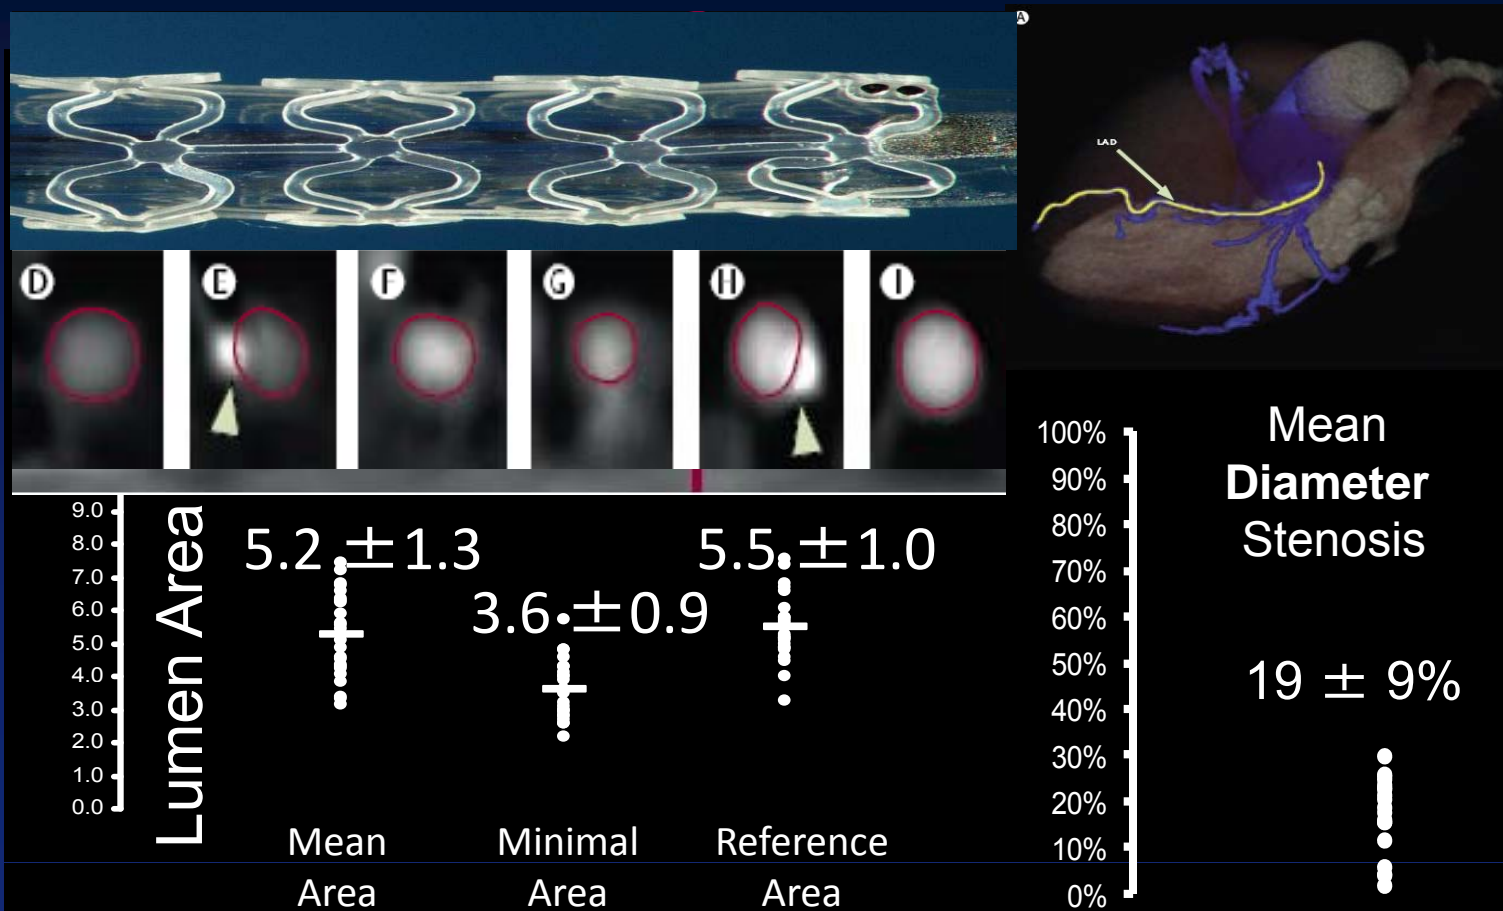 A
LAD
D
E
F
G
H
I
9.0
8.0
7.0
6.0
5.0
4.0
3.0
2.0
1.0
0.0
Lumen Area
5.2 ±1.3
3.6 ±0.9
5.5 ±1.0
Mean
Area
Minimal
Area
Reference
Area
100%
90%
80%
70%
60%
50%
40%
30%
20%
10%
0%
Mean
Diameter
Stenosis
19 ± 9%